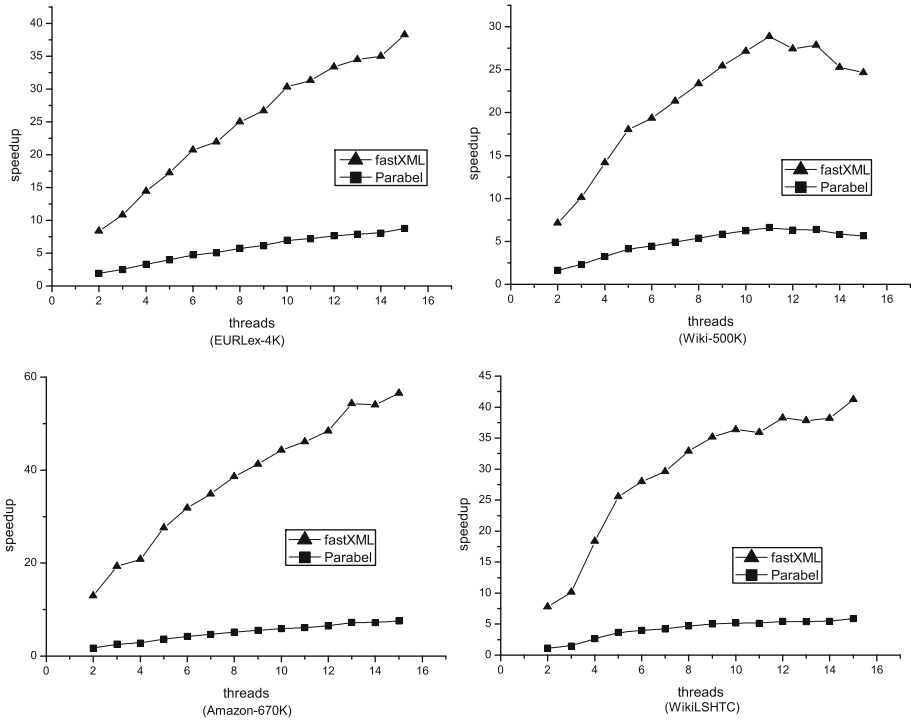 40
35
30
25
20
15
10
5
0
speedup
fastXML
Parabel
0 2 4 6 8 10 12 14 16
threads
(EURLex-4K)
30
25
20
15
10
5
0
speedup
fastXML
Parabel
0 2 4 6 8 10 12 14 16
threads
(Wiki-500K)
60
40
20
0
speedup
fastXML
Parabel
0 2 4 6 8 10 12 14 16
threads
(Amazon-670K)
45
40
35
30
25
20
15
10
5
0
speedup
fastXML
Parabel
0 2 4 6 8 10 12 14 16
threads
(WikiLSHTC)